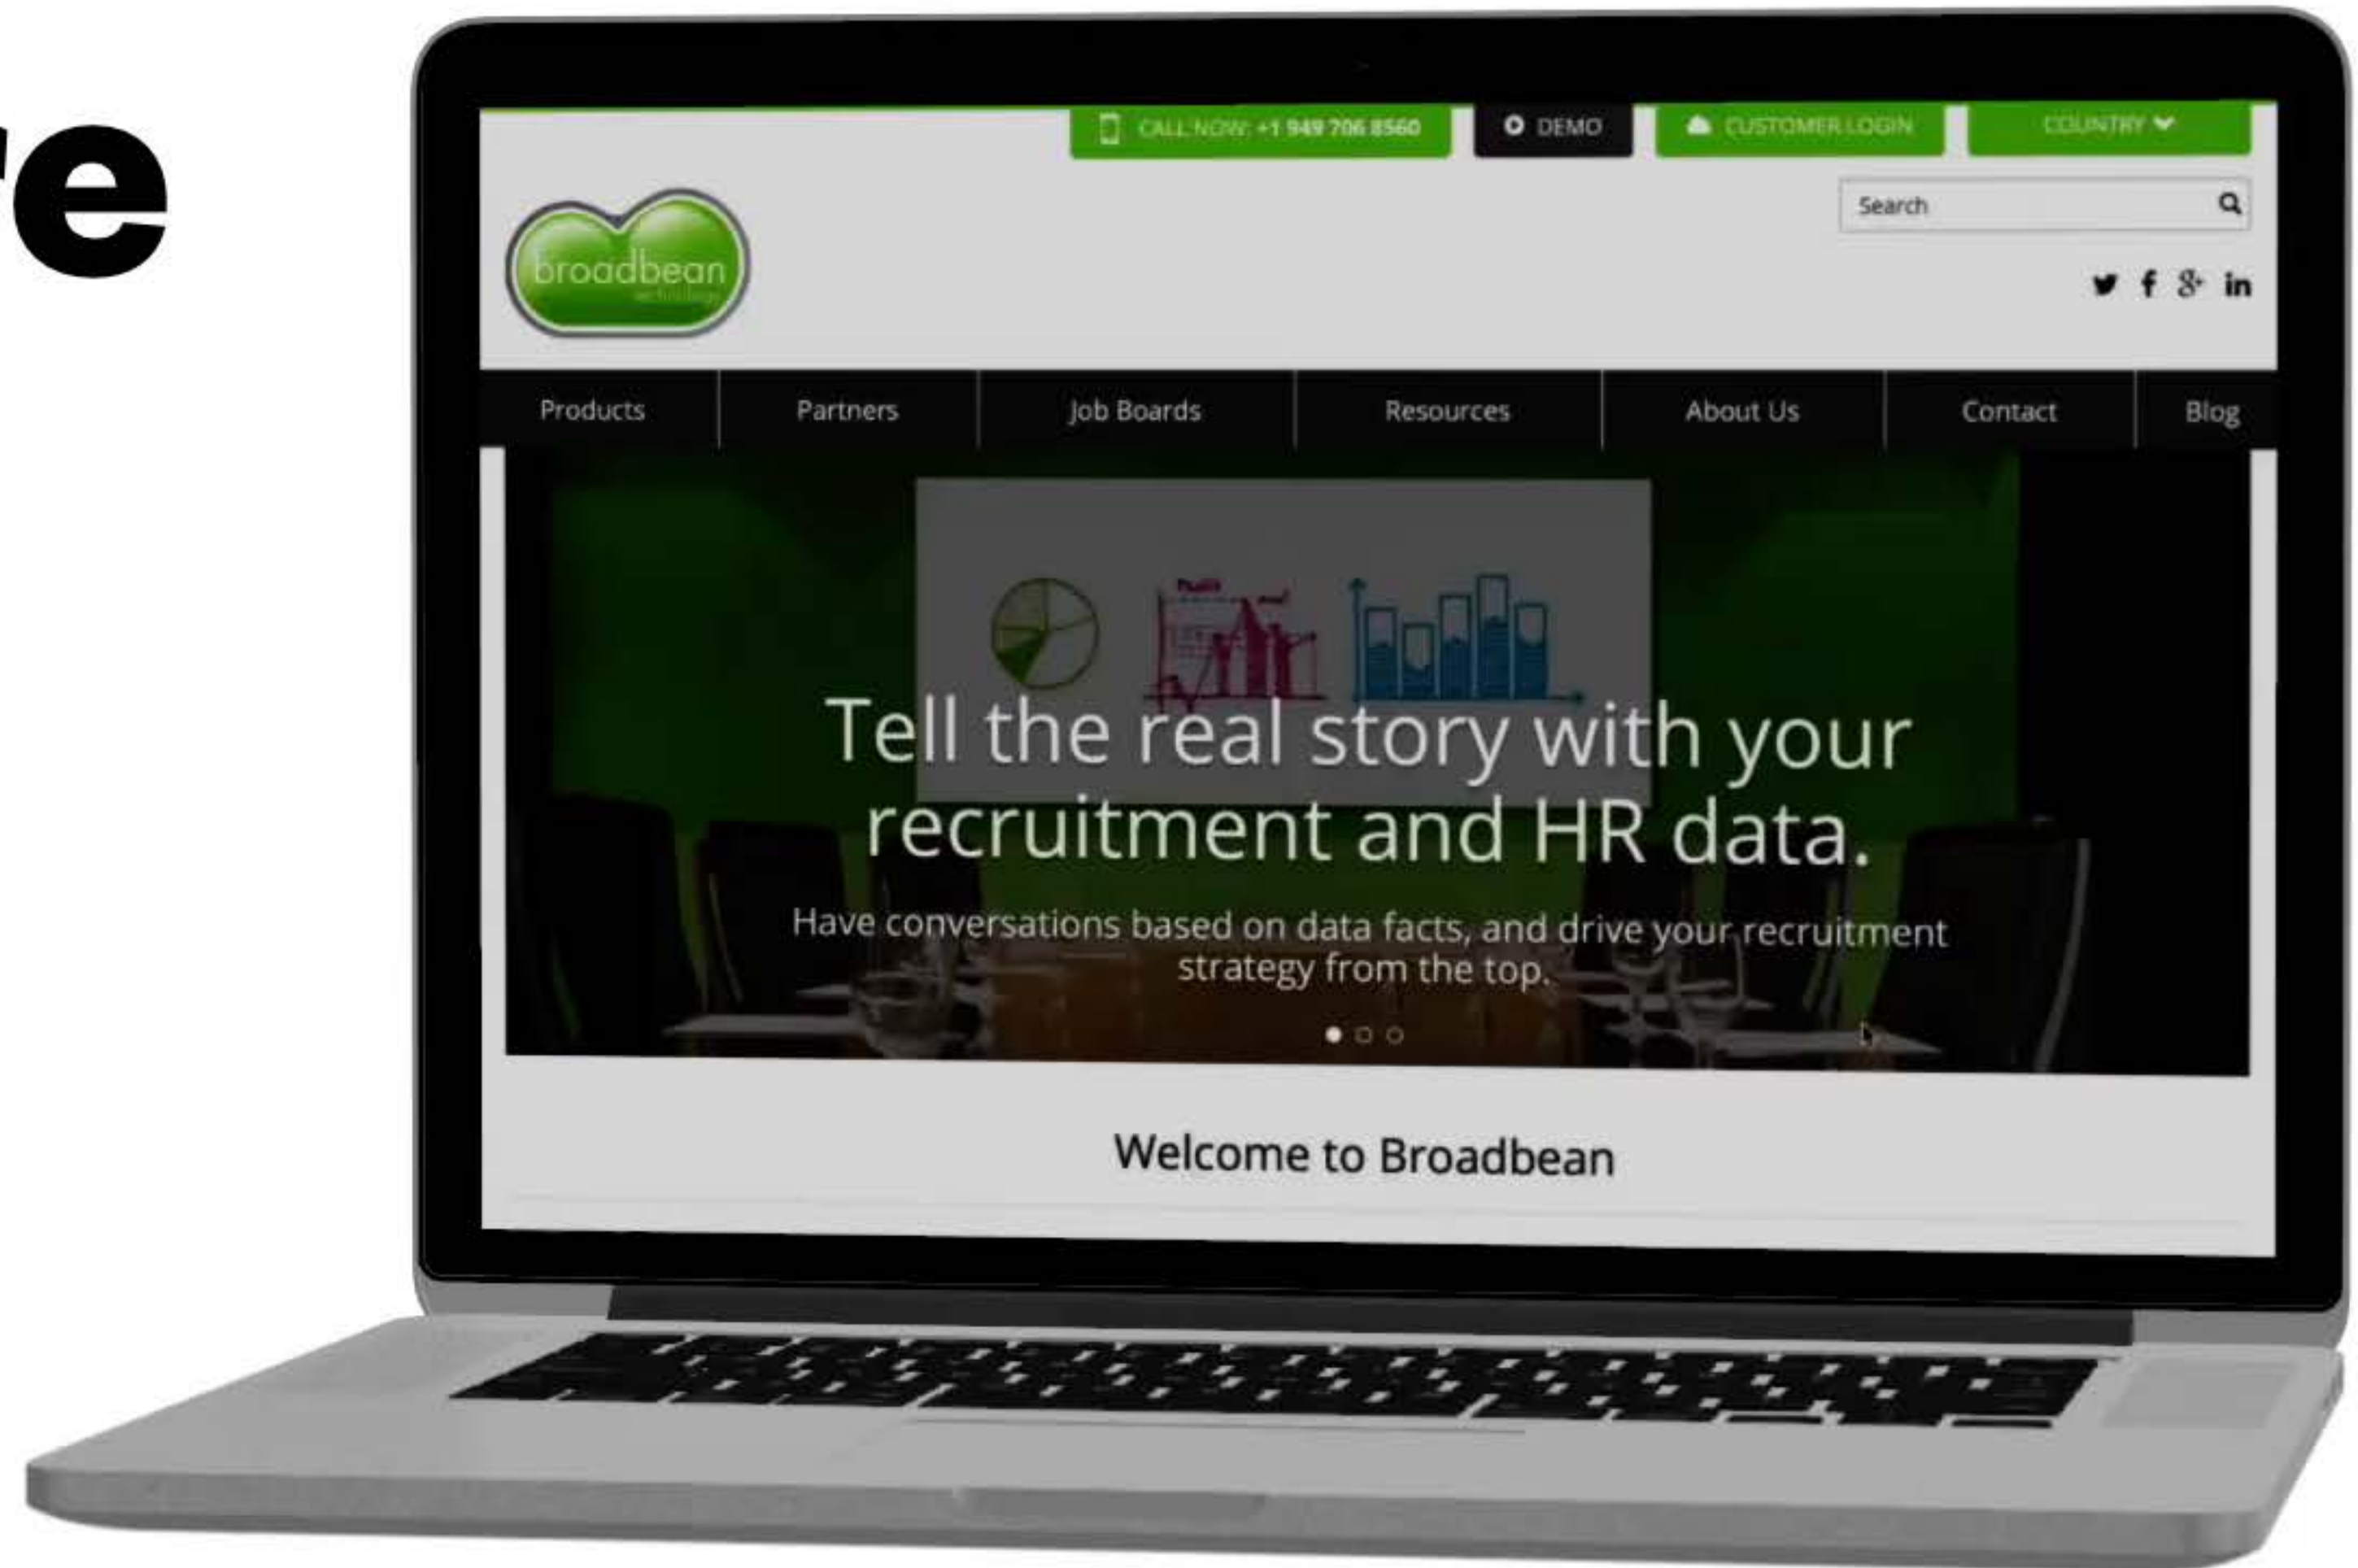 re
CALL NOW: +1 949 706 8560
DEMO
CUSTOMER LOGIN
COUNTRY
Search
broadbean
technology
f g+ in
Products Partners Job Boards Resources About Us Contact Blog
Tell the real story with your
recruitment and HR data.
Have conversations based on data facts, and drive your recruitment
strategy from the top.
Welcome to Broadbean